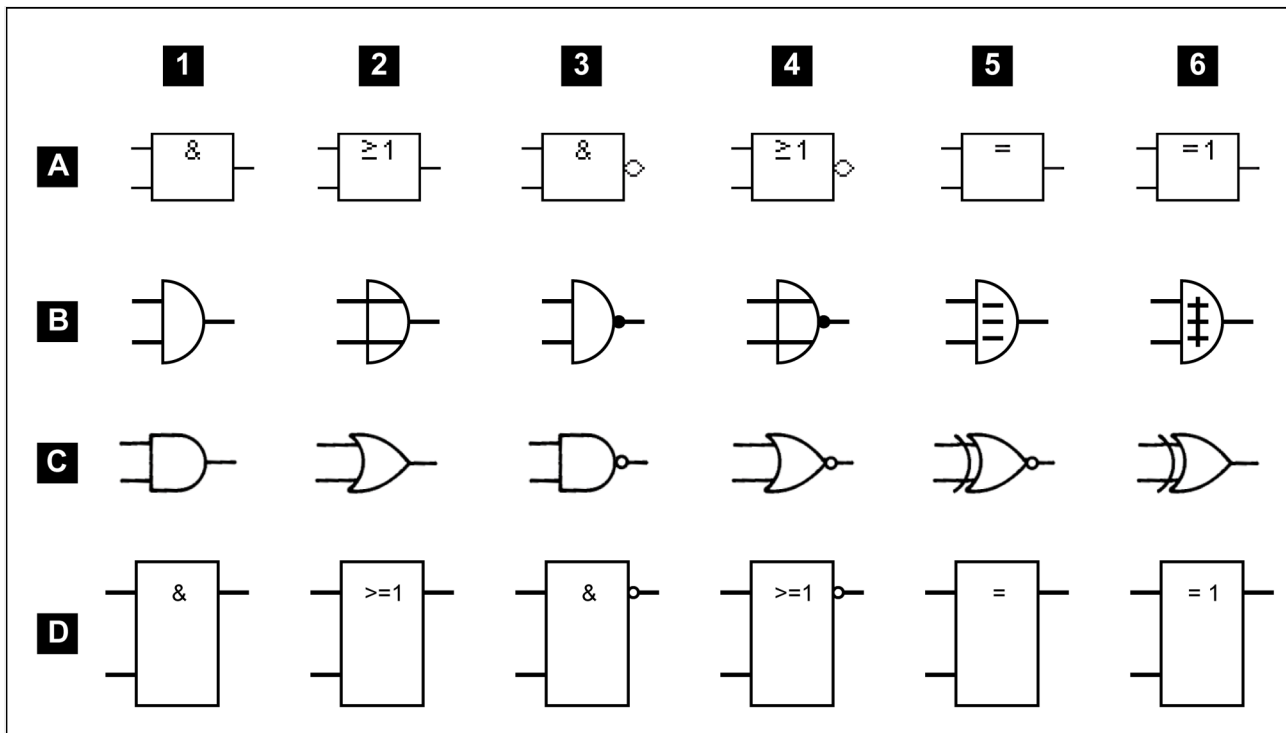 1 2 3 4 5 6
A & ≥1 & ≥1 = =1
B
C
D & >=1 & >=1 = = 1